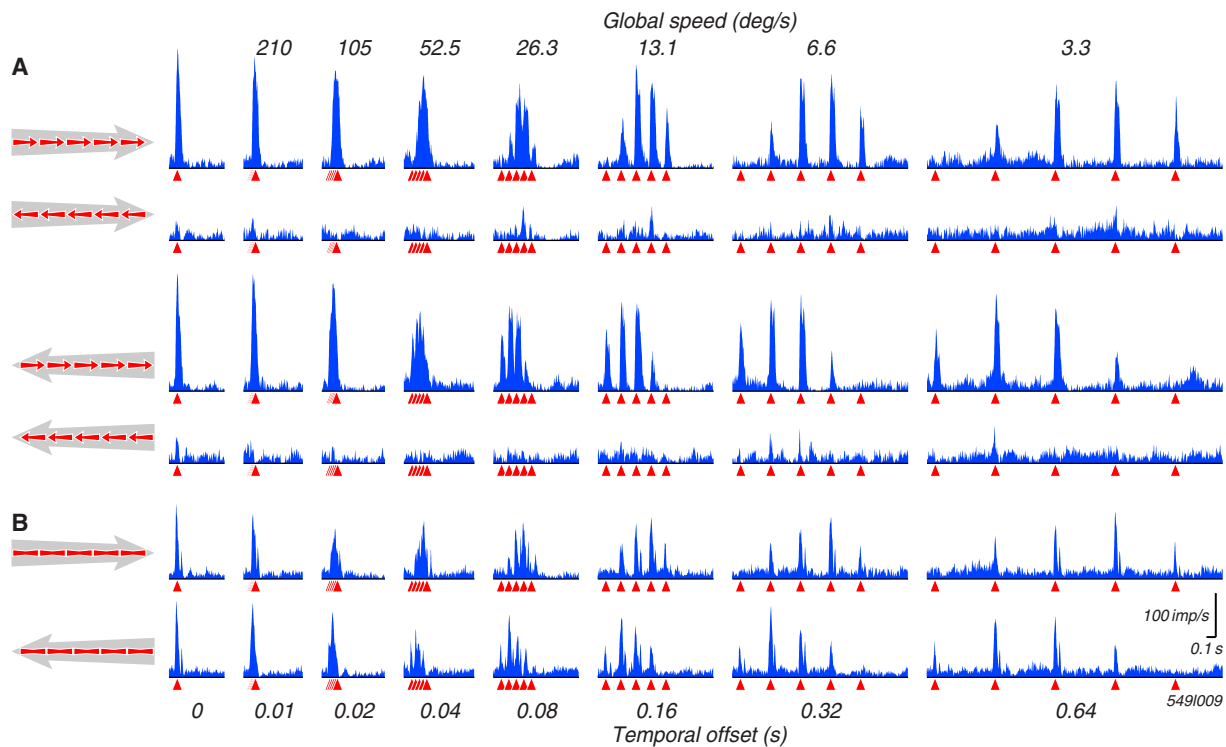 Global speed (deg/s)
210 105 52.5 26.3 13.1 6.6 3.3
A
B
100 imp/s
0.1 s
549l009
0 0.01 0.02 0.04 0.08 0.16 0.32 0.64
Temporal offset (s)